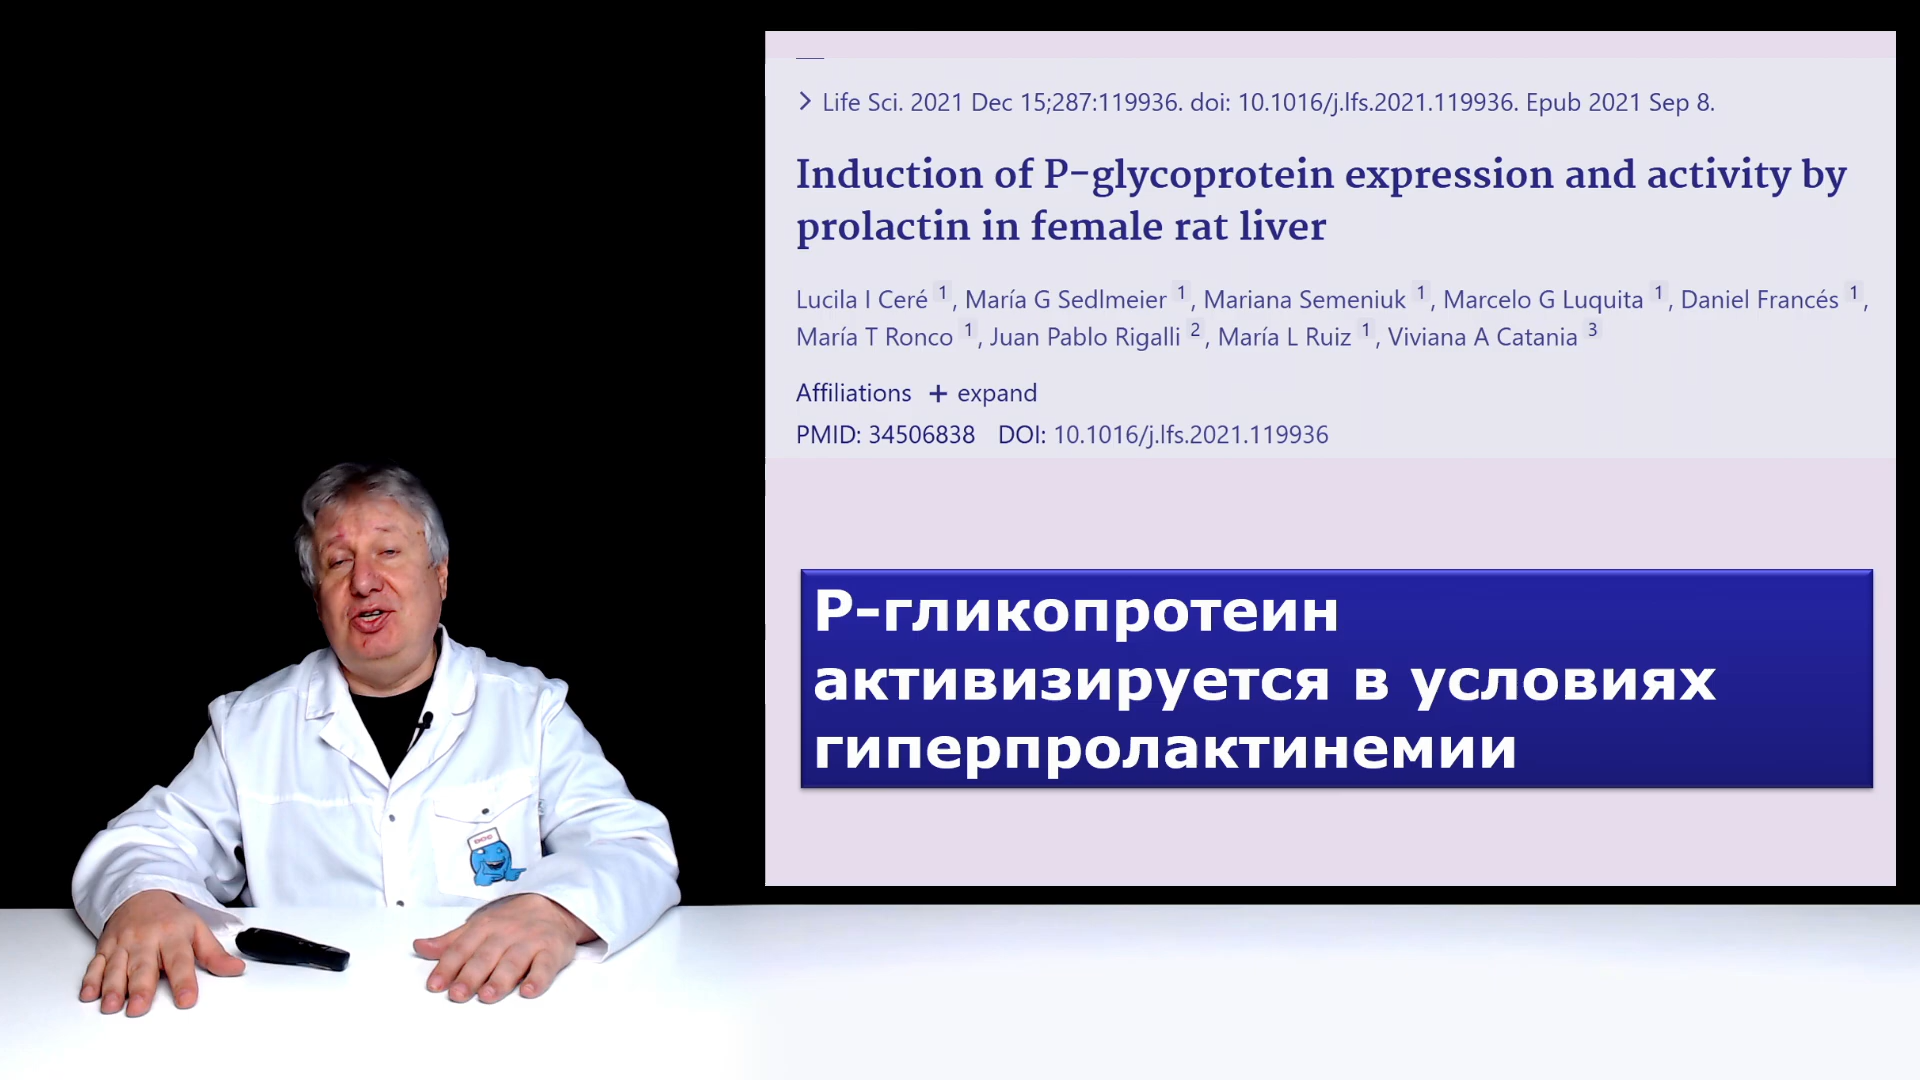 Life Sci. 2021 Dec 15;287:119936. doi: 10.1016/j.lfs.2021.119936. Epub 2021 Sep 8.
Induction of P-glycoprotein expression and activity by
prolactin in female rat liver
Lucila I Ceré 1, María G Sedlmeier 1, Mariana Semeniuk 1, Marcelo G Luquita 1, Daniel Francés 1,
María T Ronco 1, Juan Pablo Rigalli 2, María L Ruiz 1, Viviana A Catania 3
Affiliations + expand
PMID: 34506838 DOI: 10.1016/j.lfs.2021.119936
Р-гликопротеин
активизируется в условиях
гиперпролактинемии